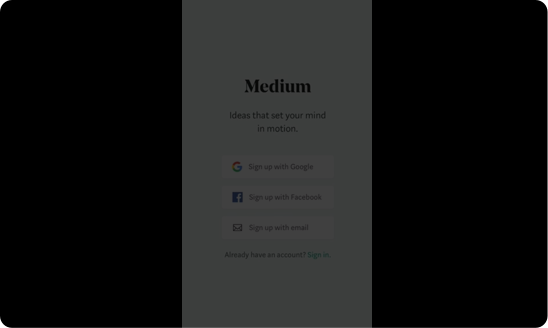 Medium
Ideas that set your mind
in motion.
Sign up with Google
Sign up with Facebook
Sign up with email
Already have an account? Sign in.